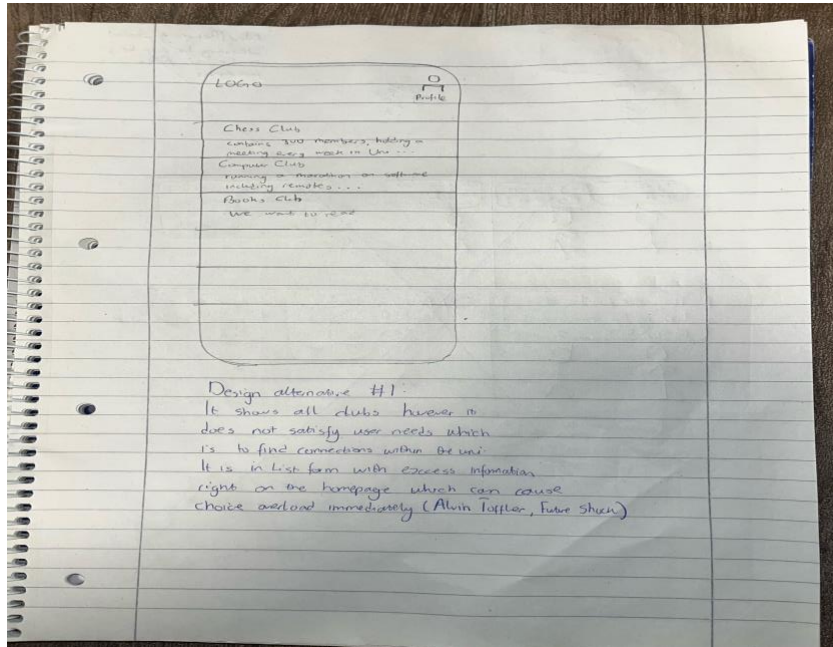 LOGO
Profile
Chess Club
contains 300 members, holding a
meeting every week in Uni...
Computer Club
running a marathon on software
including remotes...
Books Club
We want to read
Design alternative #1:
It shows all clubs however it
does not satisfy user needs which
is to find connections within the uni.
It is in List form with excess information
right on the homepage which can cause
choice overload immediately (Alvin Toffler, Future Shock)